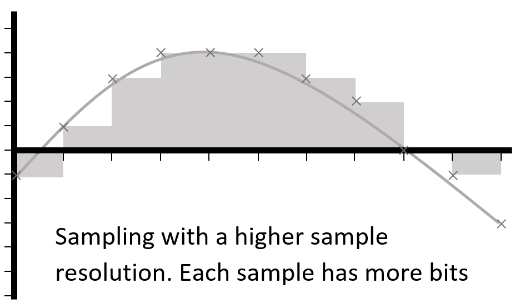 Sampling with a higher sample
resolution. Each sample has more bits